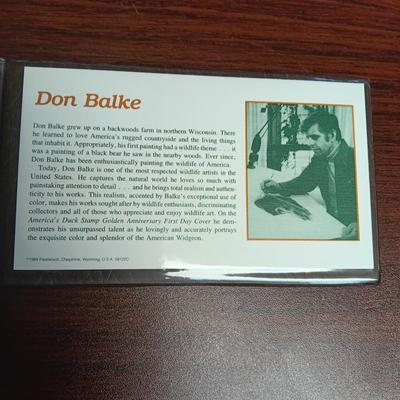 Don Balke
Don Balke grew up on a backwoods farm in northern Wisconsin. There
he learned to love America's rugged countryside and the living things
that inhabit it. Appropriately, his first painting had a wildlife theme . . . it
was a painting of a black bear he saw in the nearby woods. Ever since,
Don Balke has been enthusiastically painting the wildlife of America.
Today, Don Balke is one of the most respected wildlife artists in the
United States. He captures the natural world he loves so much with
painstaking attention to detail . . . and he brings total realism and authen-
ticity to his works. This realism, accented by Balke's exceptional use of
color, makes his works sought after by wildlife enthusiasts, discriminating
collectors and all of those who appreciate and enjoy wildlife art. On the
America's Duck Stamp Golden Anniversary First Day Cover he dem-
onstrates his unsurpassed talent as he lovingly and accurately portrays
the exquisite color and splendor of the American Widgeon.
1984 Fleetwood, Cheyenne, Wyoming, U.S.A.